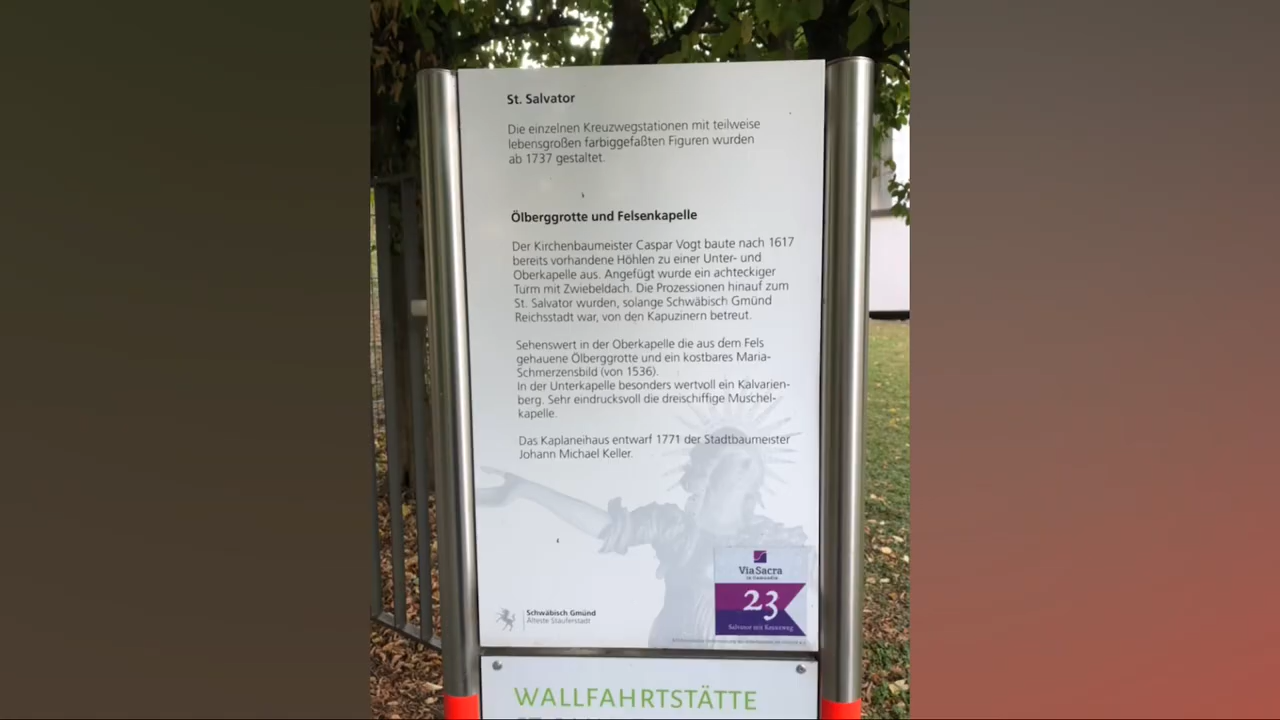 St. Salvator
Die einzelnen Kreuzwegstationen mit teilweise
lebensgroßen farbiggefaßten Figuren wurden
ab 1737 gestaltet.
Ölberggrotte und Felsenkapelle
Der Kirchenbaumeister Caspar Vogt baute nach 1617
bereits vorhandene Höhlen zu einer Unter- und
Oberkapelle aus. Angefügt wurde ein achteckiger
Turm mit Zwiebeldach. Die Prozessionen hinauf zum
St. Salvator wurden, solange Schwäbisch Gmünd
Reichsstadt war, von den Kapuzinern betreut.
Sehenswert in der Oberkapelle die aus dem Fels
gehauene Ölberggrotte und ein kostbares Maria-
Schmerzensbild (von 1536).
In der Unterkapelle besonders wertvoll ein Kalvarien-
berg. Sehr eindrucksvoll die dreischiffige Muschel-
kapelle.
Das Kaplaneihaus entwarf 1771 der Stadtbaumeister
Johann Michael Keller.
Via Sacra
in Gamundia
23
Salvator mit Kreuzweg
Schwäbisch Gmünd
Älteste Stauferstadt
WALLFAHRTSTÄTTE